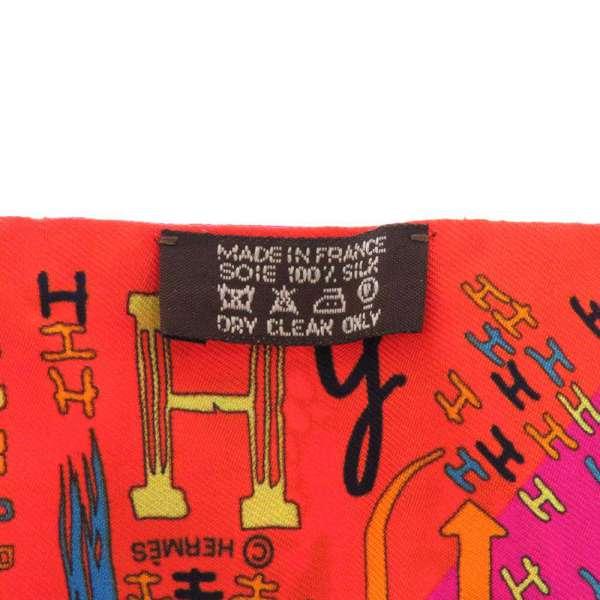 MADE IN FRANCE
SOIE 100% SILK
DRY CLEAN ONLY
H
y
© HERMÈS